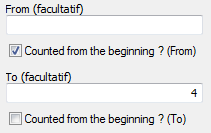 From (facultatif)
Counted from the beginning ? (From)
To (facultatif)
4
Counted from the beginning ? (To)